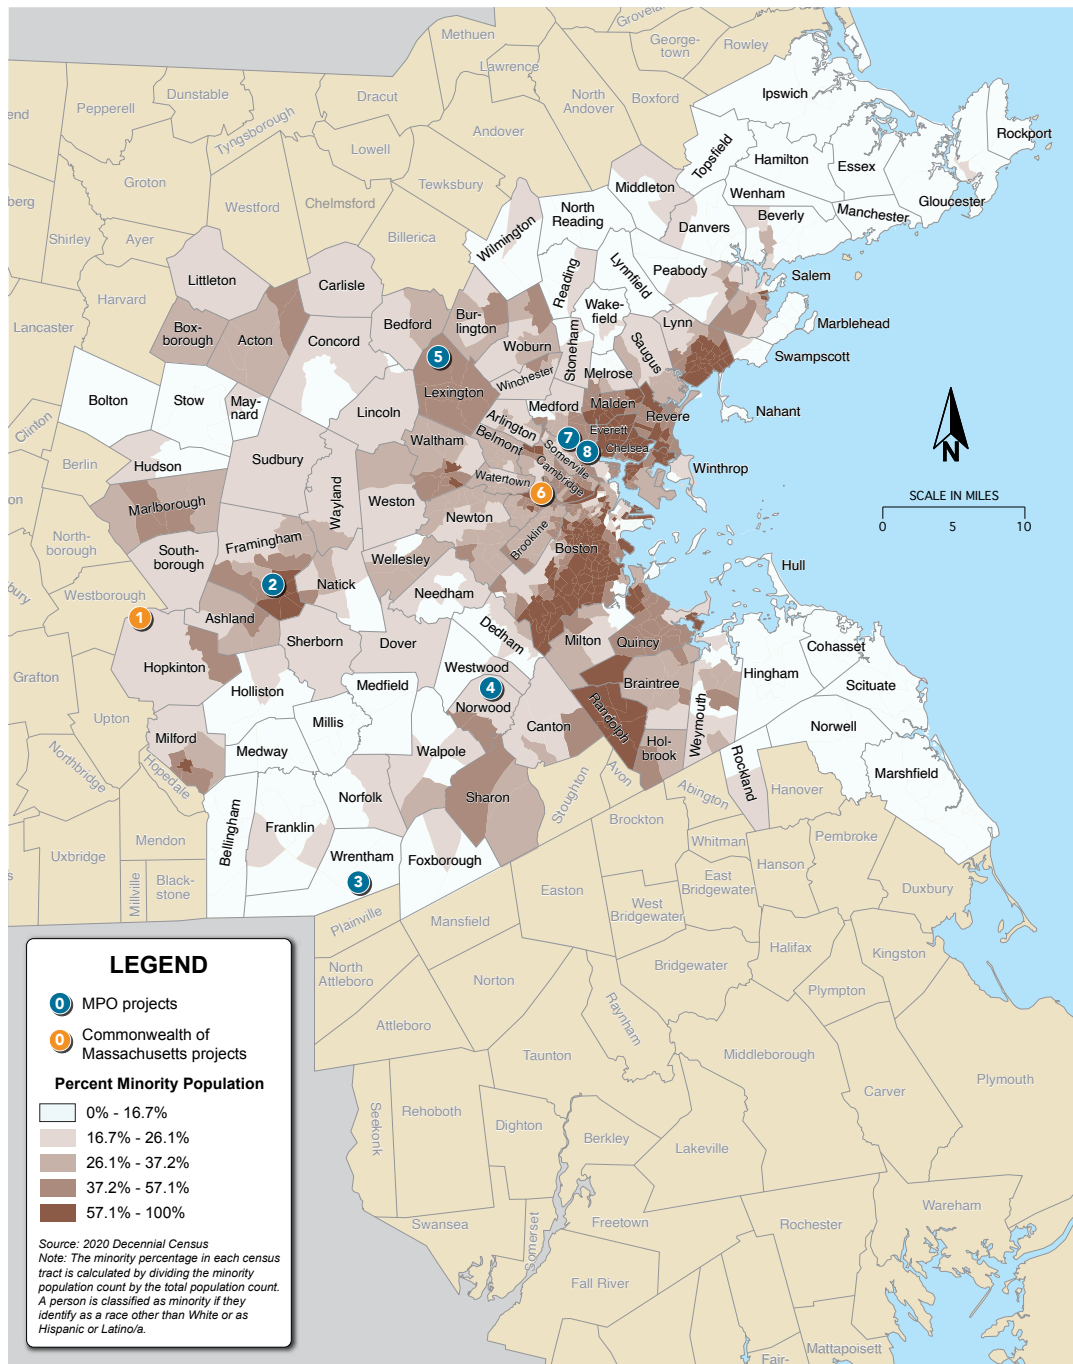 Methuen
Groveland
George-
town
Rowley
Lawrence
Dunstable
Dracut
North
Andover
Boxford
Ipswich
Pepperell
Tyngsborough
Andover
Lowell
Topsfield
Hamilton
Rockport
Essex
Groton
Tewksbury
Middleton
Wenham
Gloucester
Westford
Chelmsford
North
Reading
Beverly
Manchester
Shirley
Ayer
Billerica
Wilmington
Danvers
Littleton
Carlisle
Reading
Lynnfield
Peabody
Salem
Harvard
Wake-
field
Lancaster
Box-
borough
Acton
Concord
Bedford
Bur-
lington
Woburn
Stoneham
Saugus
Lynn
Marblehead
Swampscott
5
Winchester
Melrose
Bolton
Stow
May-
nard
Lincoln
Lexington
Medford
Malden
Revere
Nahant
Clinton
Arlington
Everett
Waltham
Belmont
7
8
Somerville
Chelsea
Berlin
Hudson
Sudbury
Watertown
Cambridge
Winthrop
N
SCALE IN MILES
0 5 10
Marlborough
Wayland
Weston
6
Newton
Brookline
Boston
North-
borough
South-
borough
Framingham
Wellesley
Hull
Westborough
2
Natick
Needham
1
Ashland
Sherborn
Dover
Dedham
Milton
Quincy
Cohasset
Hopkinton
Westwood
Hingham
Scituate
Grafton
Holliston
Medfield
4
Norwood
Braintree
Randolph
Weymouth
Norwell
Upton
Millis
Milford
Medway
Walpole
Canton
Hol-
brook
Rockland
Marshfield
Northbridge
Hopedale
Norfolk
Sharon
Stoughton
Avon
Abington
Hanover
Bellingham
Franklin
Brockton
Pembroke
Mendon
Whitman
Uxbridge
Wrentham
Foxborough
Hanson
Millville
Black-
stone
3
Easton
East
Bridgewater
Duxbury
West
Bridgewater
Plainville
Mansfield
Halifax
Kingston
North
Attleboro
Norton
Bridgewater
Plympton
Raynham
Attleboro
Taunton
Middleborough
Plymouth
Carver
Seekonk
Rehoboth
Dighton
Berkley
Lakeville
Swansea
Somerset
Freetown
Rochester
Wareham
Fall River
Mattapoisett
Fair-
LEGEND
0 MPO projects
0 Commonwealth of
Massachusetts projects
Percent Minority Population
0% - 16.7%
16.7% - 26.1%
26.1% - 37.2%
37.2% - 57.1%
57.1% - 100%
Source: 2020 Decennial Census
Note: The minority percentage in each census
tract is calculated by dividing the minority
population count by the total population count.
A person is classified as minority if they
identify as a race other than White or as
Hispanic or Latino/a.